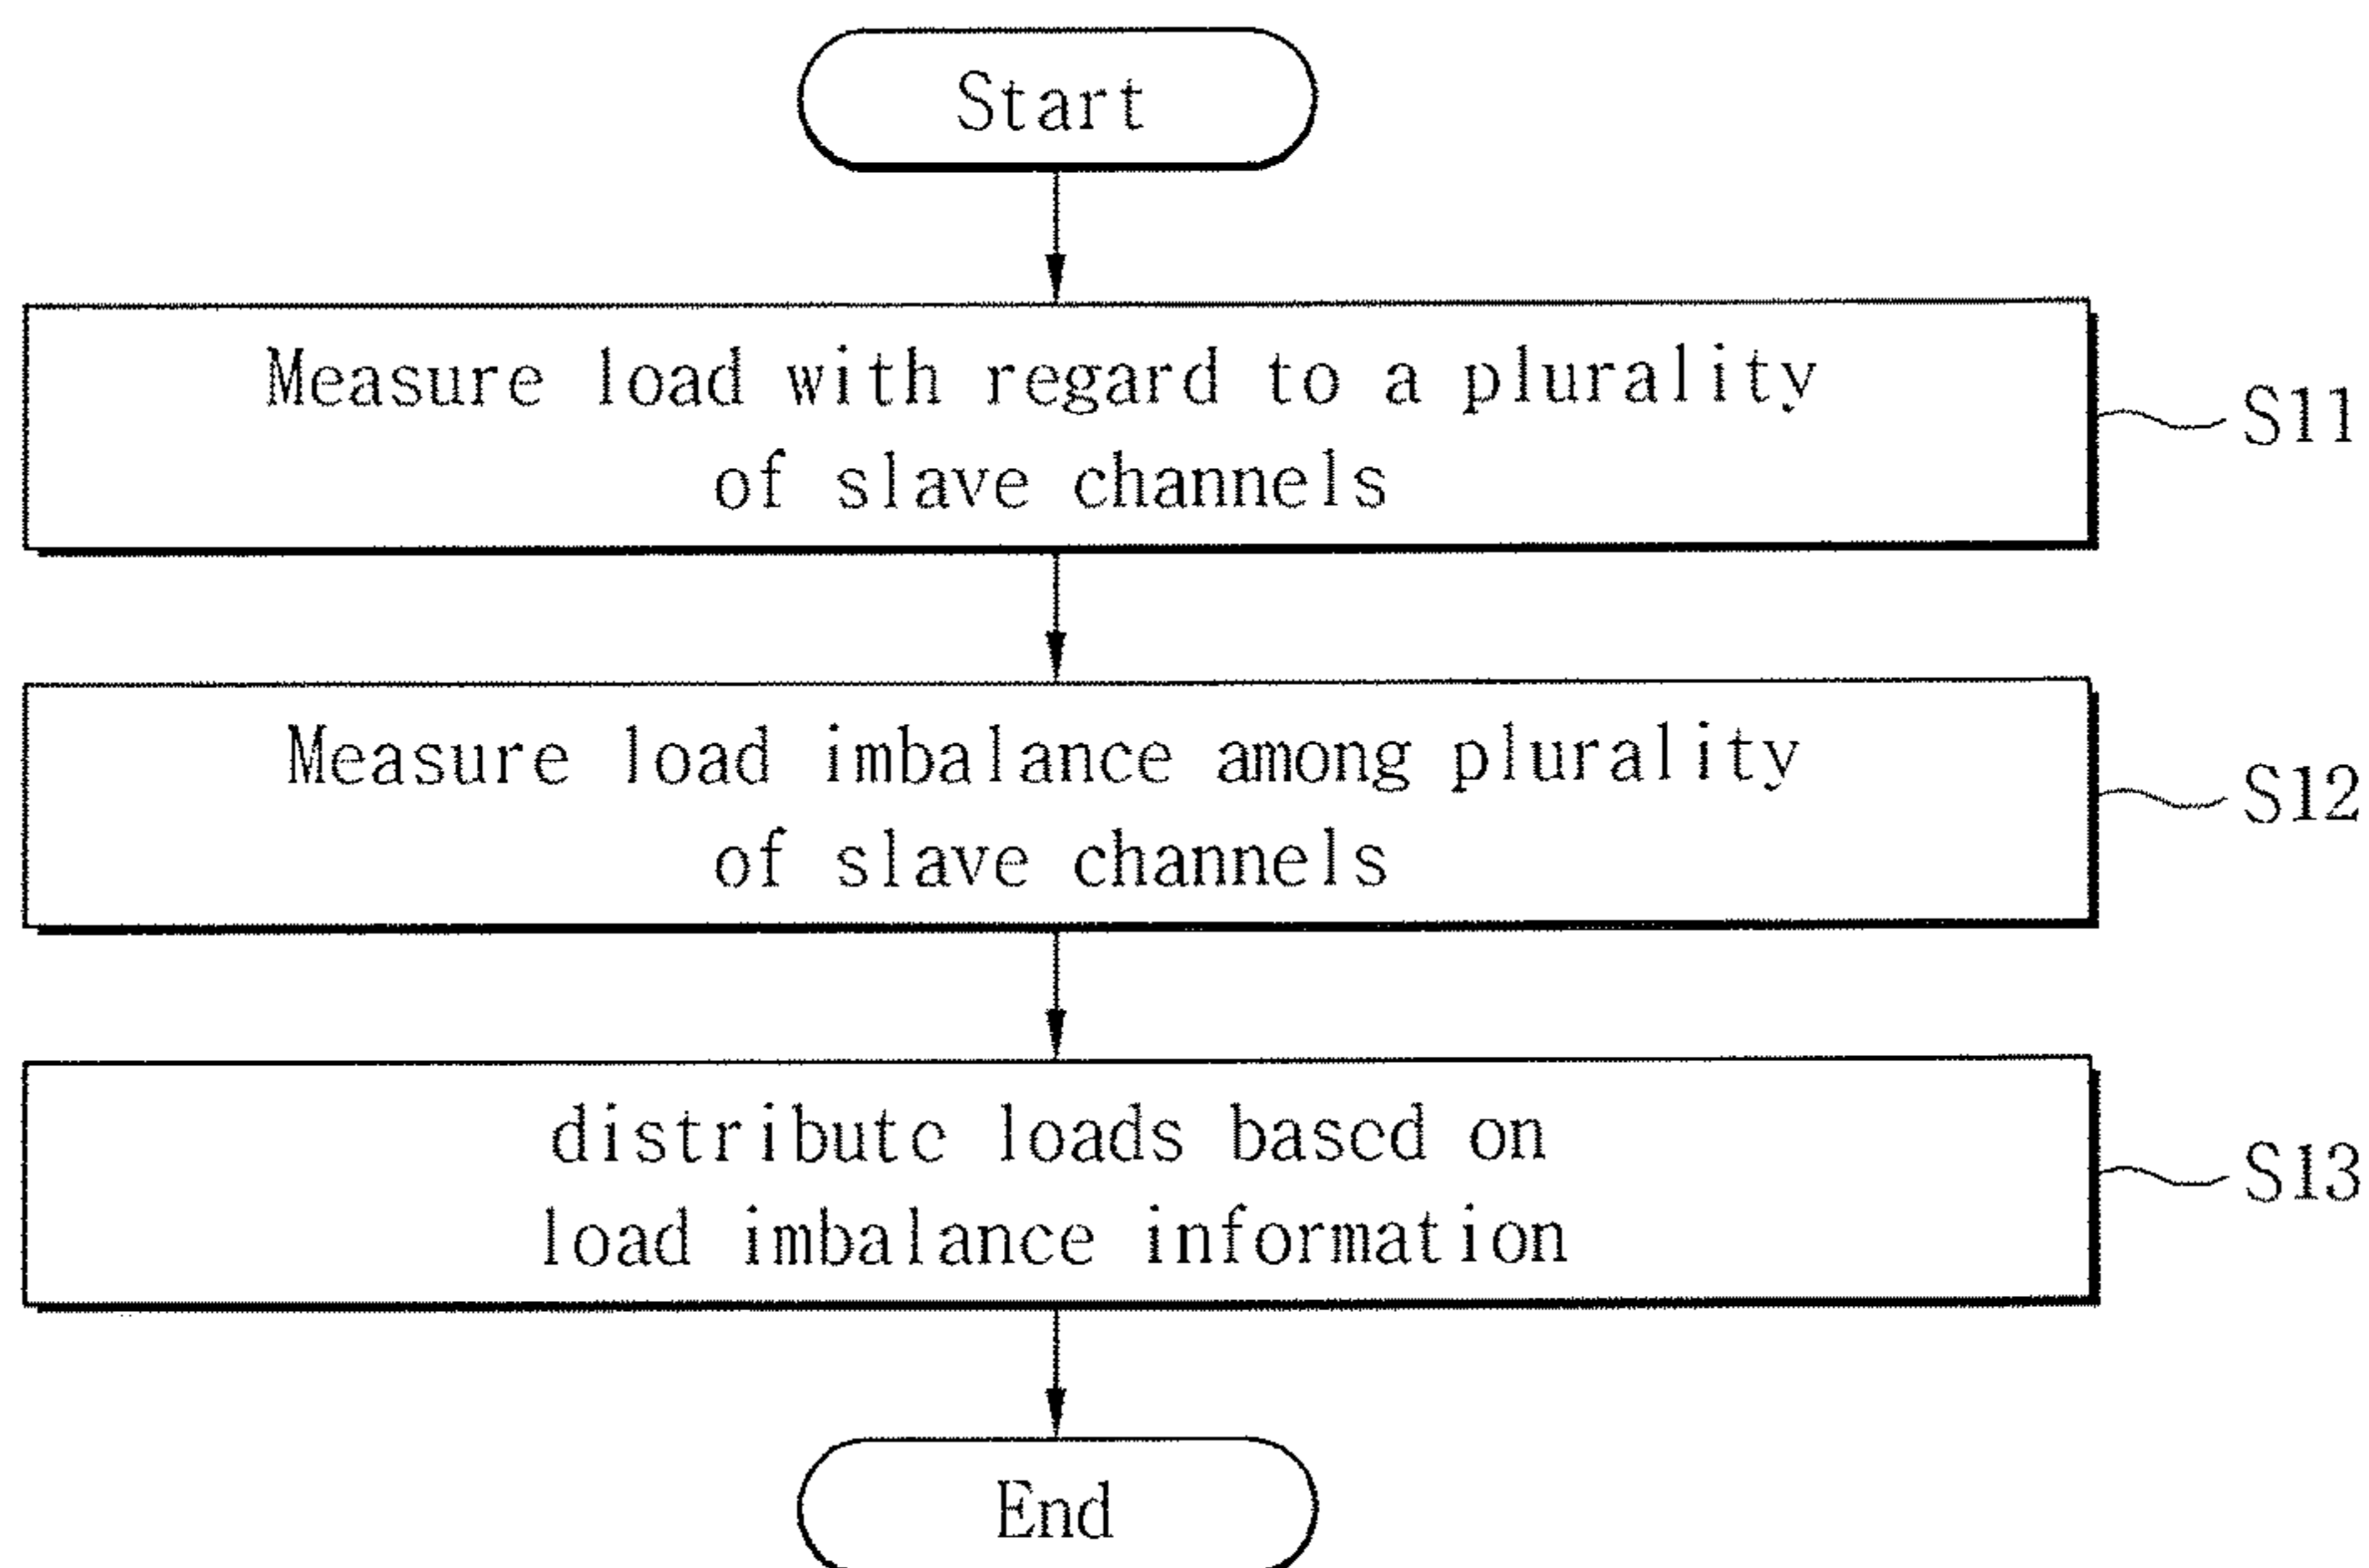 Start
Measure load with regard to a plurality
of slave channels
S11
Measure load imbalance among plurality
of slave channels
S12
distribute loads based on
load imbalance information
S13
End